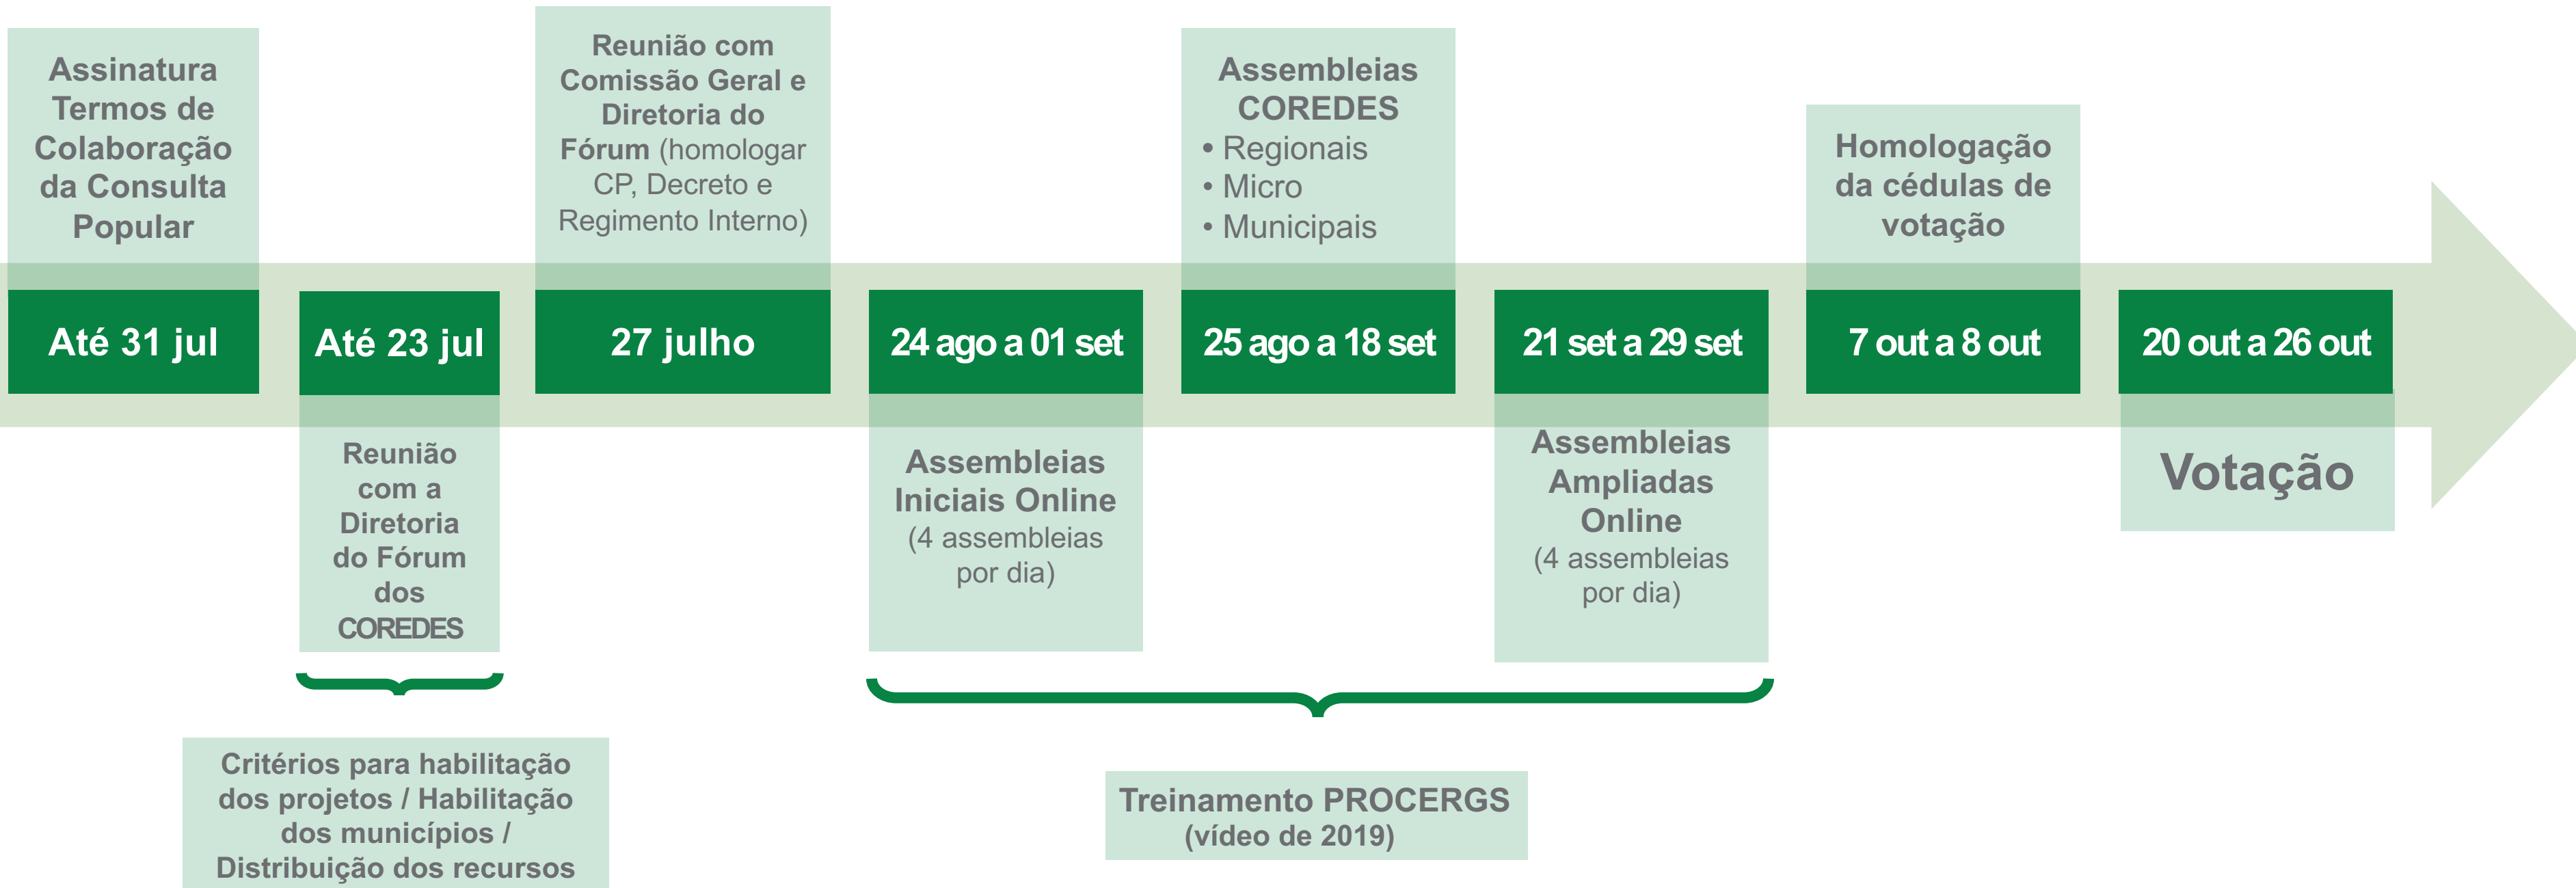 Assinatura
Termos de
Colaboração
da Consulta
Popular
Até 31 jul
Até 23 jul
Reunião
com a
Diretoria
do Fórum
dos
COREDES
Critérios para habilitação
dos projetos / Habilitação
dos municípios /
Distribuição dos recursos
Reunião com
Comissão Geral e
Diretoria do
Fórum (homologar
CP, Decreto e
Regimento Interno)
27 julho
24 ago a 01 set
Assembleias
Iniciais Online
(4 assembleias
por dia)
Assembleias
COREDES
• Regionais
• Micro
• Municipais
25 ago a 18 set
21 set a 29 set
Assembleias
Ampliadas
Online
(4 assembleias
por dia)
Treinamento PROCERGS
(vídeo de 2019)
Homologação
da cédulas de
votação
7 out a 8 out
20 out a 26 out
Votação